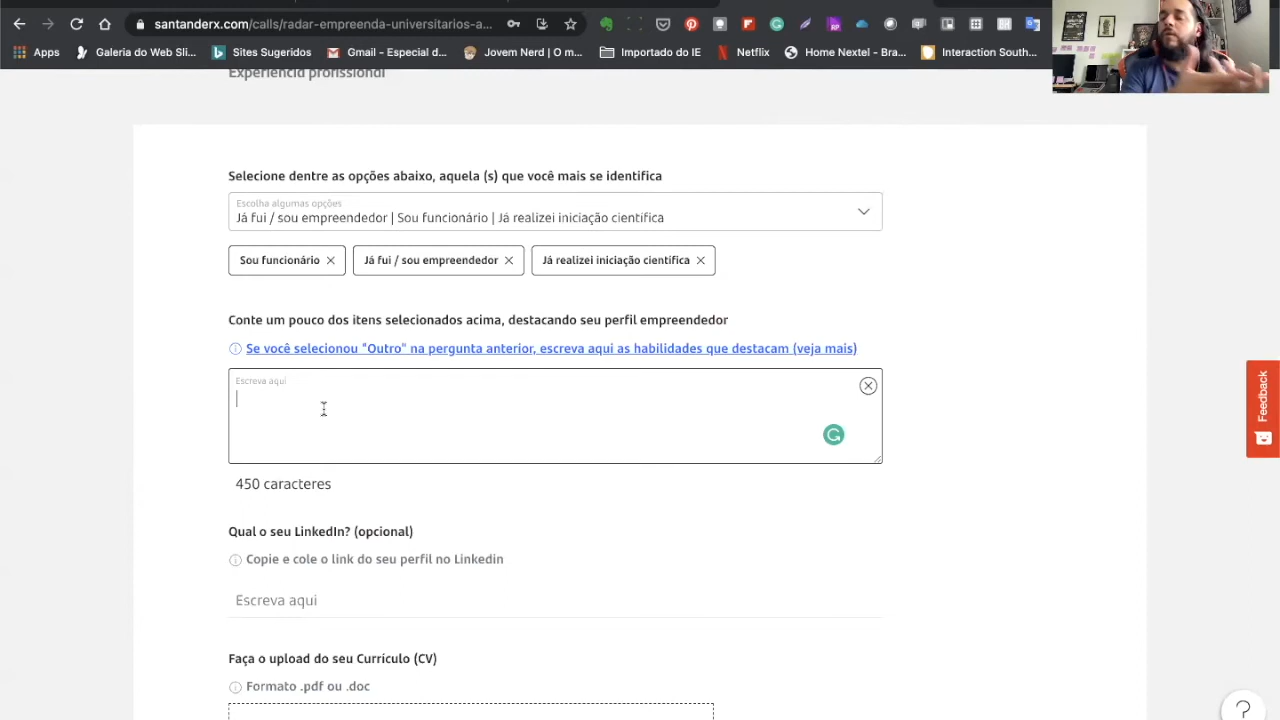 santanderx.com/calls/radar-empreenda-universitarios-a...
Apps Galeria do Web Sli... Sites Sugeridos Gmail - Especial d... Jovem Nerd | O m... Importado do IE Netflix Home Nextel - Bra... Interaction South...
Experiência profissional
Selecione dentre as opções abaixo, aquela (s) que você mais se identifica
Escolha algumas opções
Já fui / sou empreendedor | Sou funcionário | Já realizei iniciação científica
Sou funcionário Já fui / sou empreendedor Já realizei iniciação científica
Conte um pouco dos itens selecionados acima, destacando seu perfil empreendedor
Se você selecionou "Outro" na pergunta anterior, escreva aqui as habilidades que destacam (veja mais)
Escreva aqui
450 caracteres
Feedback
Qual o seu LinkedIn? (opcional)
Copie e cole o link do seu perfil no Linkedin
Escreva aqui
Faça o upload do seu Currículo (CV)
Formato .pdf ou .doc
?